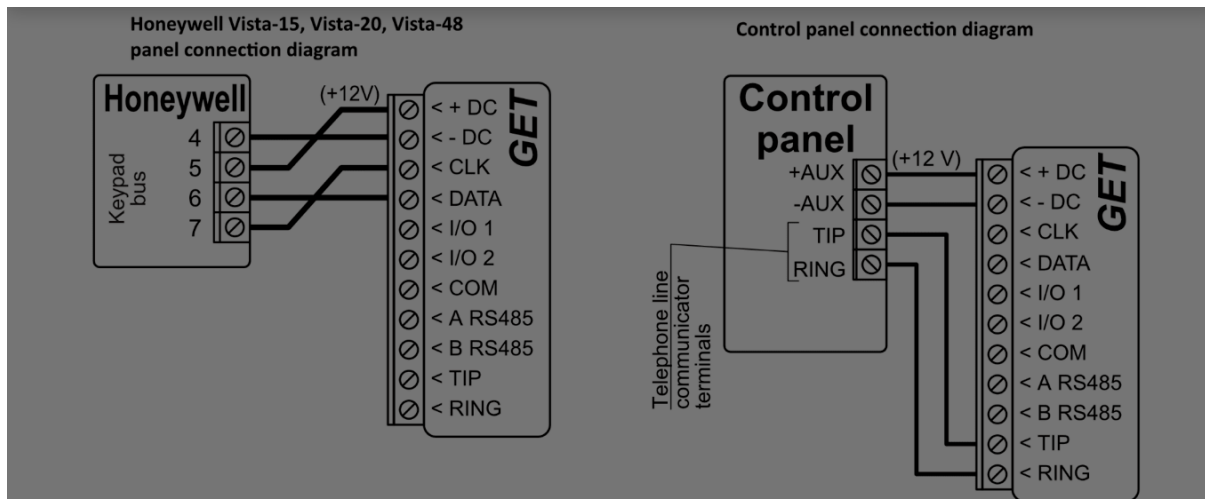 Honeywell Vista-15, Vista-20, Vista-48
panel connection diagram
Honeywell
Keypad
bus
4
5
6
7
(+12V)
GET
< + DC
< - DC
< CLK
< DATA
< I/O 1
< I/O 2
< COM
< A RS485
< B RS485
< TIP
< RING
Control panel connection diagram
Control
panel
+AUX
-AUX
TIP
RING
(+12 V)
Telephone line
communicator
terminals
GET
< + DC
< - DC
< CLK
< DATA
< I/O 1
< I/O 2
< COM
< A RS485
< B RS485
< TIP
< RING